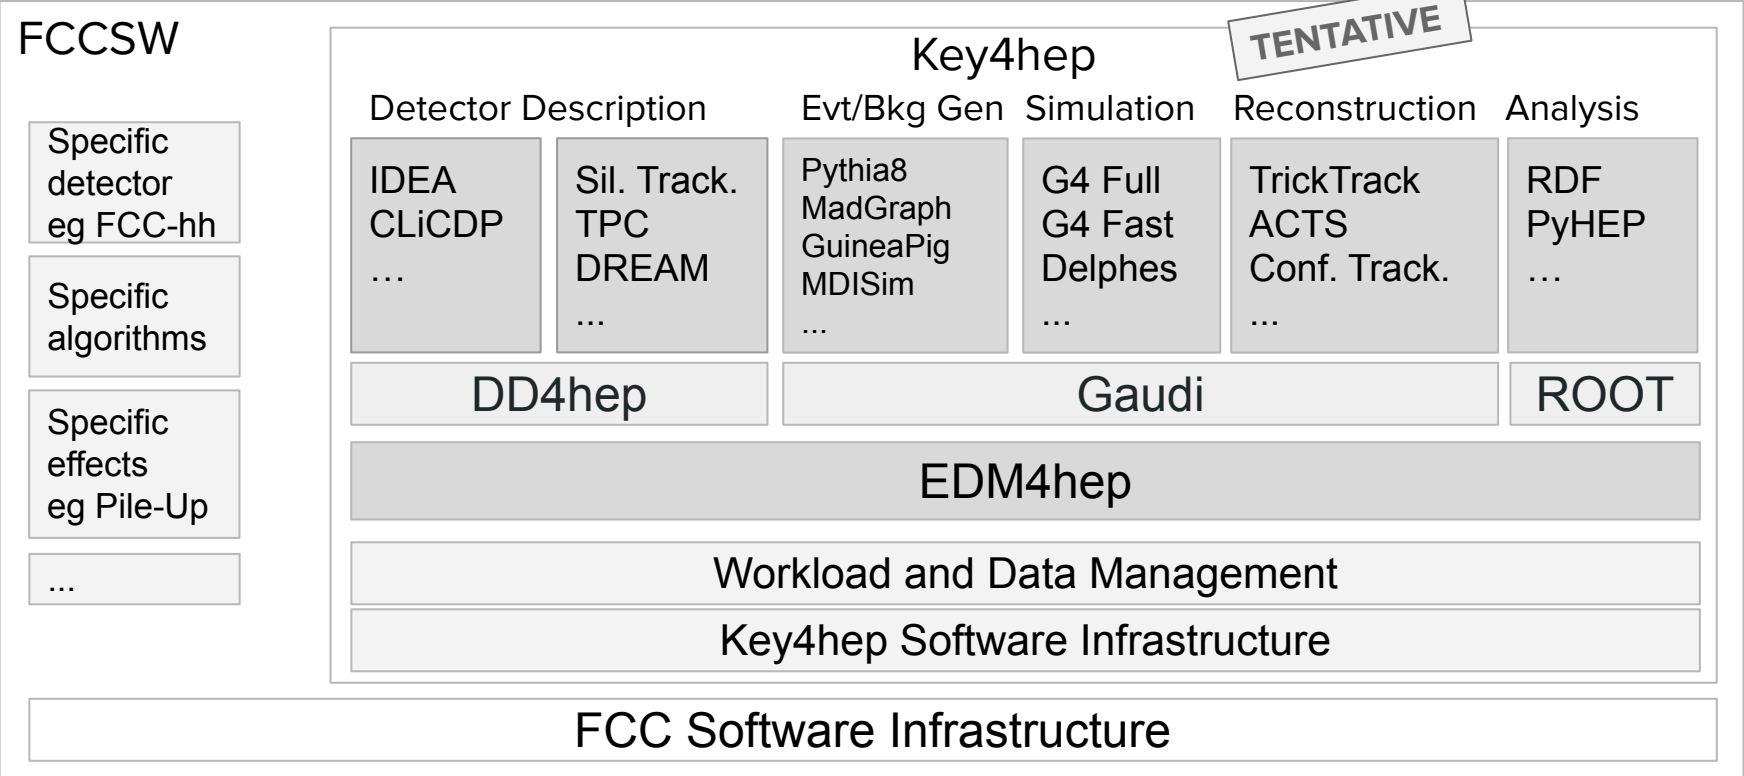 FCCSW
Specific
detector
eg FCC-hh
Specific
algorithms
Specific
effects
eg Pile-Up
...
Key4hep
TENTATIVE
Detector Description
IDEA
CLiCDP
…
Sil. Track.
TPC
DREAM
...
DD4hep
Evt/Bkg Gen
Pythia8
MadGraph
GuineaPig
MDISim
...
Simulation
G4 Full
G4 Fast
Delphes
...
Reconstruction
TrickTrack
ACTS
Conf. Track.
...
Gaudi
Analysis
RDF
PyHEP
…
ROOT
EDM4hep
Workload and Data Management
Key4hep Software Infrastructure
FCC Software Infrastructure